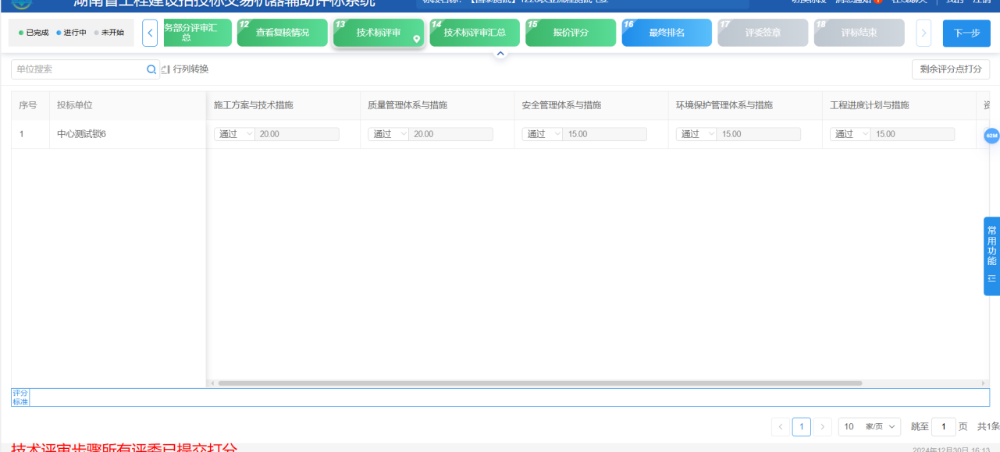 湖南省工程建设招投标交易机器辅助评标系统
已完成 进行中 未开始
务部分评审汇
总
12 查看复核情况
13 技术标评审
14 技术标评审汇总
15 报价评分
16 最终排名
17 评委签章
18 评标结束
下一步
单位搜索
行列转换
剩余评分点打分
序号 投标单位 施工方案与技术措施 质量管理体系与措施 安全管理体系与措施 环境保护管理体系与措施 工程进度计划与措施
1 中心测试锁6 通过 20.00 通过 20.00 通过 15.00 通过 15.00 通过 15.00
常用功能
评分
标准
1 10 家/页 跳至 1 页 共1条
技术评审步骤所有评委已提交打分
2024年12月30日 16:13